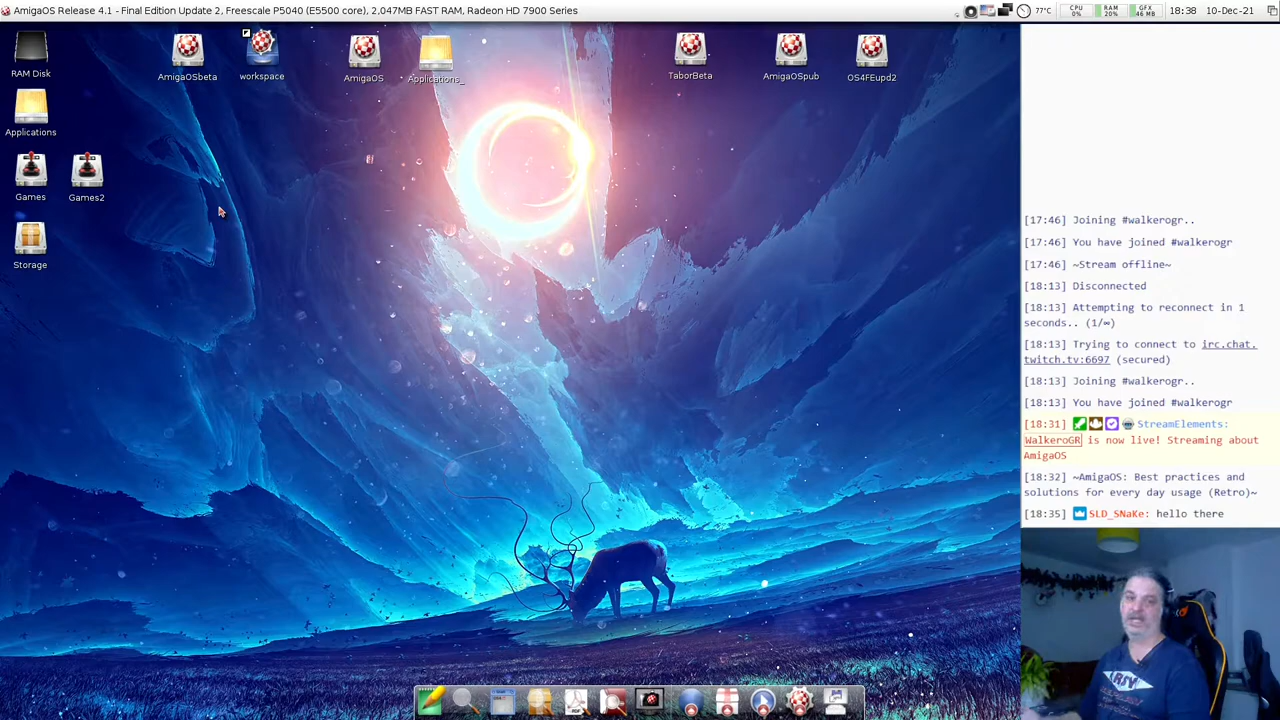 AmigaOS Release 4.1 - Final Edition Update 2, Freescale P5040 (E5500 core), 2,047MB FAST RAM, Radeon HD 7900 Series
77°C
CPU
0%
RAM
20%
GFX
46 MB
18:38
10-Dec-21
RAM Disk
AmigaOSbeta
workspace
AmigaOS
Applications_
TaborBeta
AmigaOSpub
OS4FEupd2
Applications
Games
Games2
Storage
[17:46] Joining #walkerogr..
[17:46] You have joined #walkerogr
[17:46] ~Stream offline~
[18:13] Disconnected
[18:13] Attempting to reconnect in 1
seconds.. (1/∞)
[18:13] Trying to connect to irc.chat.
twitch.tv:6697 (secured)
[18:13] Joining #walkerogr..
[18:13] You have joined #walkerogr
[18:31] StreamElements:
WalkeroGR is now live! Streaming about
AmigaOS
[18:32] ~AmigaOS: Best practices and
solutions for every day usage (Retro)~
[18:35] SLD_SNaKe: hello there
PDF